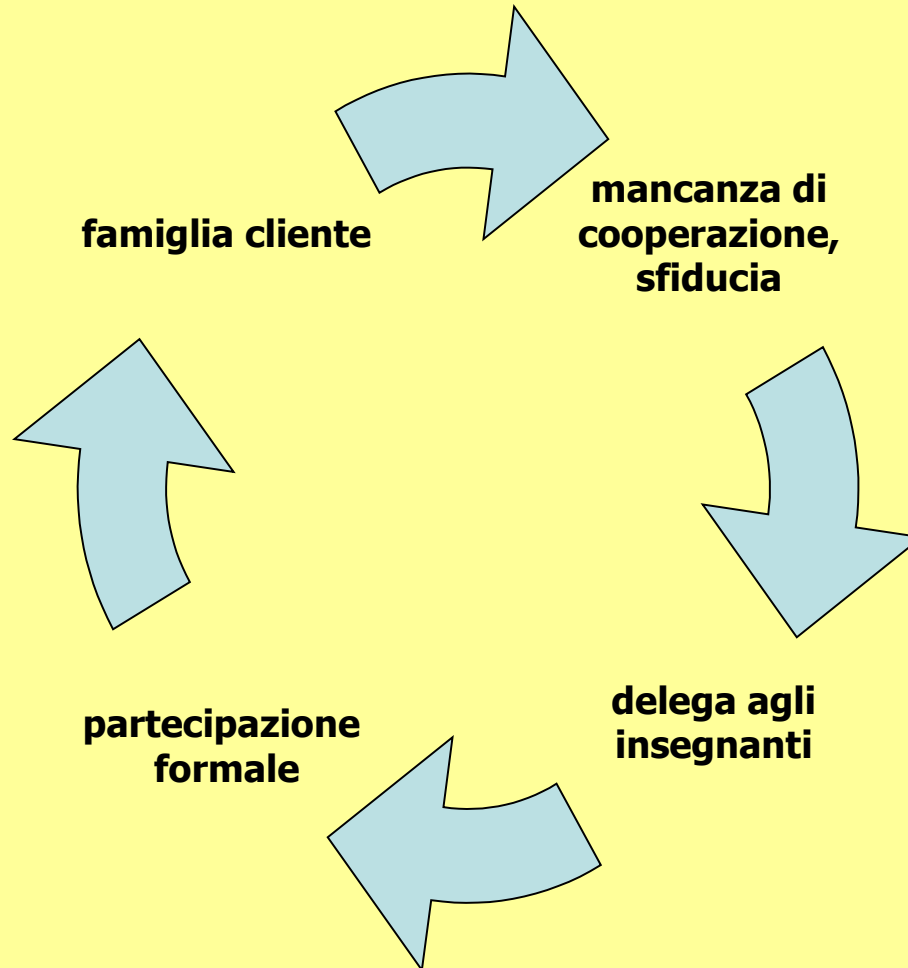 famiglia cliente
mancanza di
cooperazione,
sfiducia
delega agli
insegnanti
partecipazione
formale